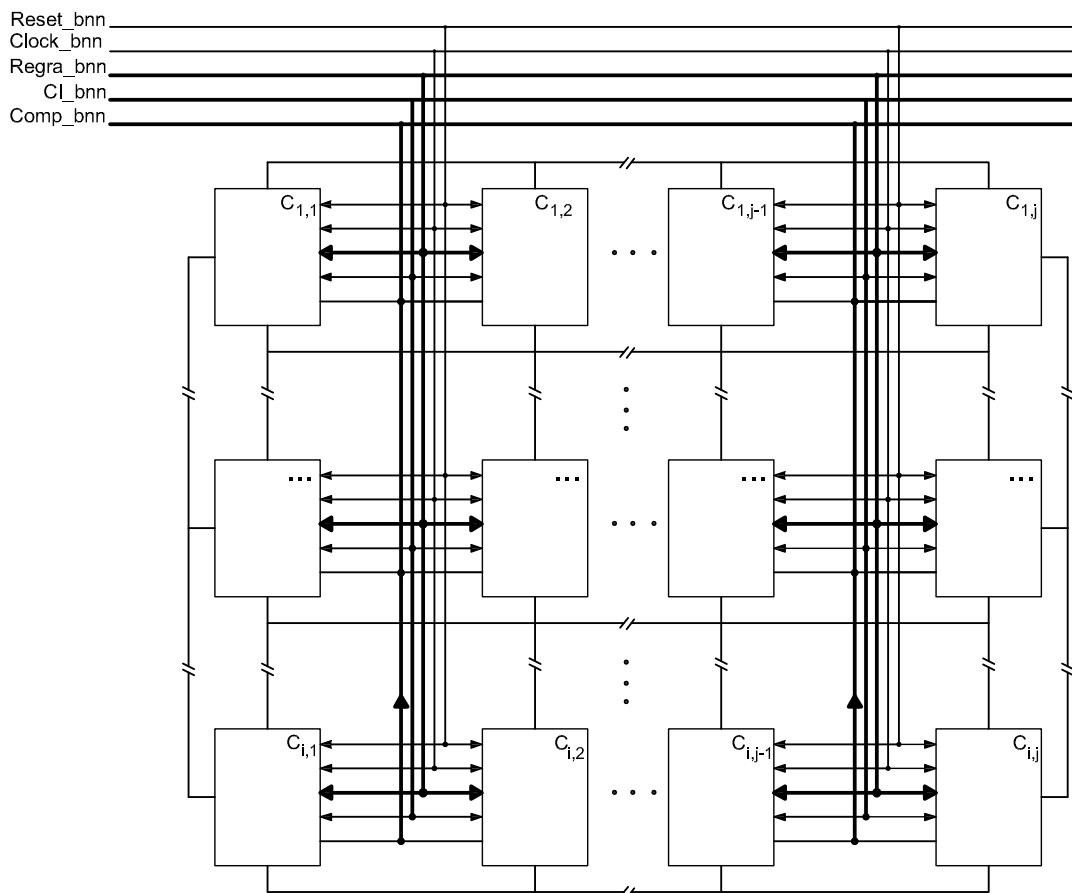 Reset_bnn
Clock_bnn
Regra_bnn
CI_bnn
Comp_bnn
C1,1
C1,2
C1,j-1
C1,j
...
...
...
...
Ci,1
Ci,2
Ci,j-1
Ci,j